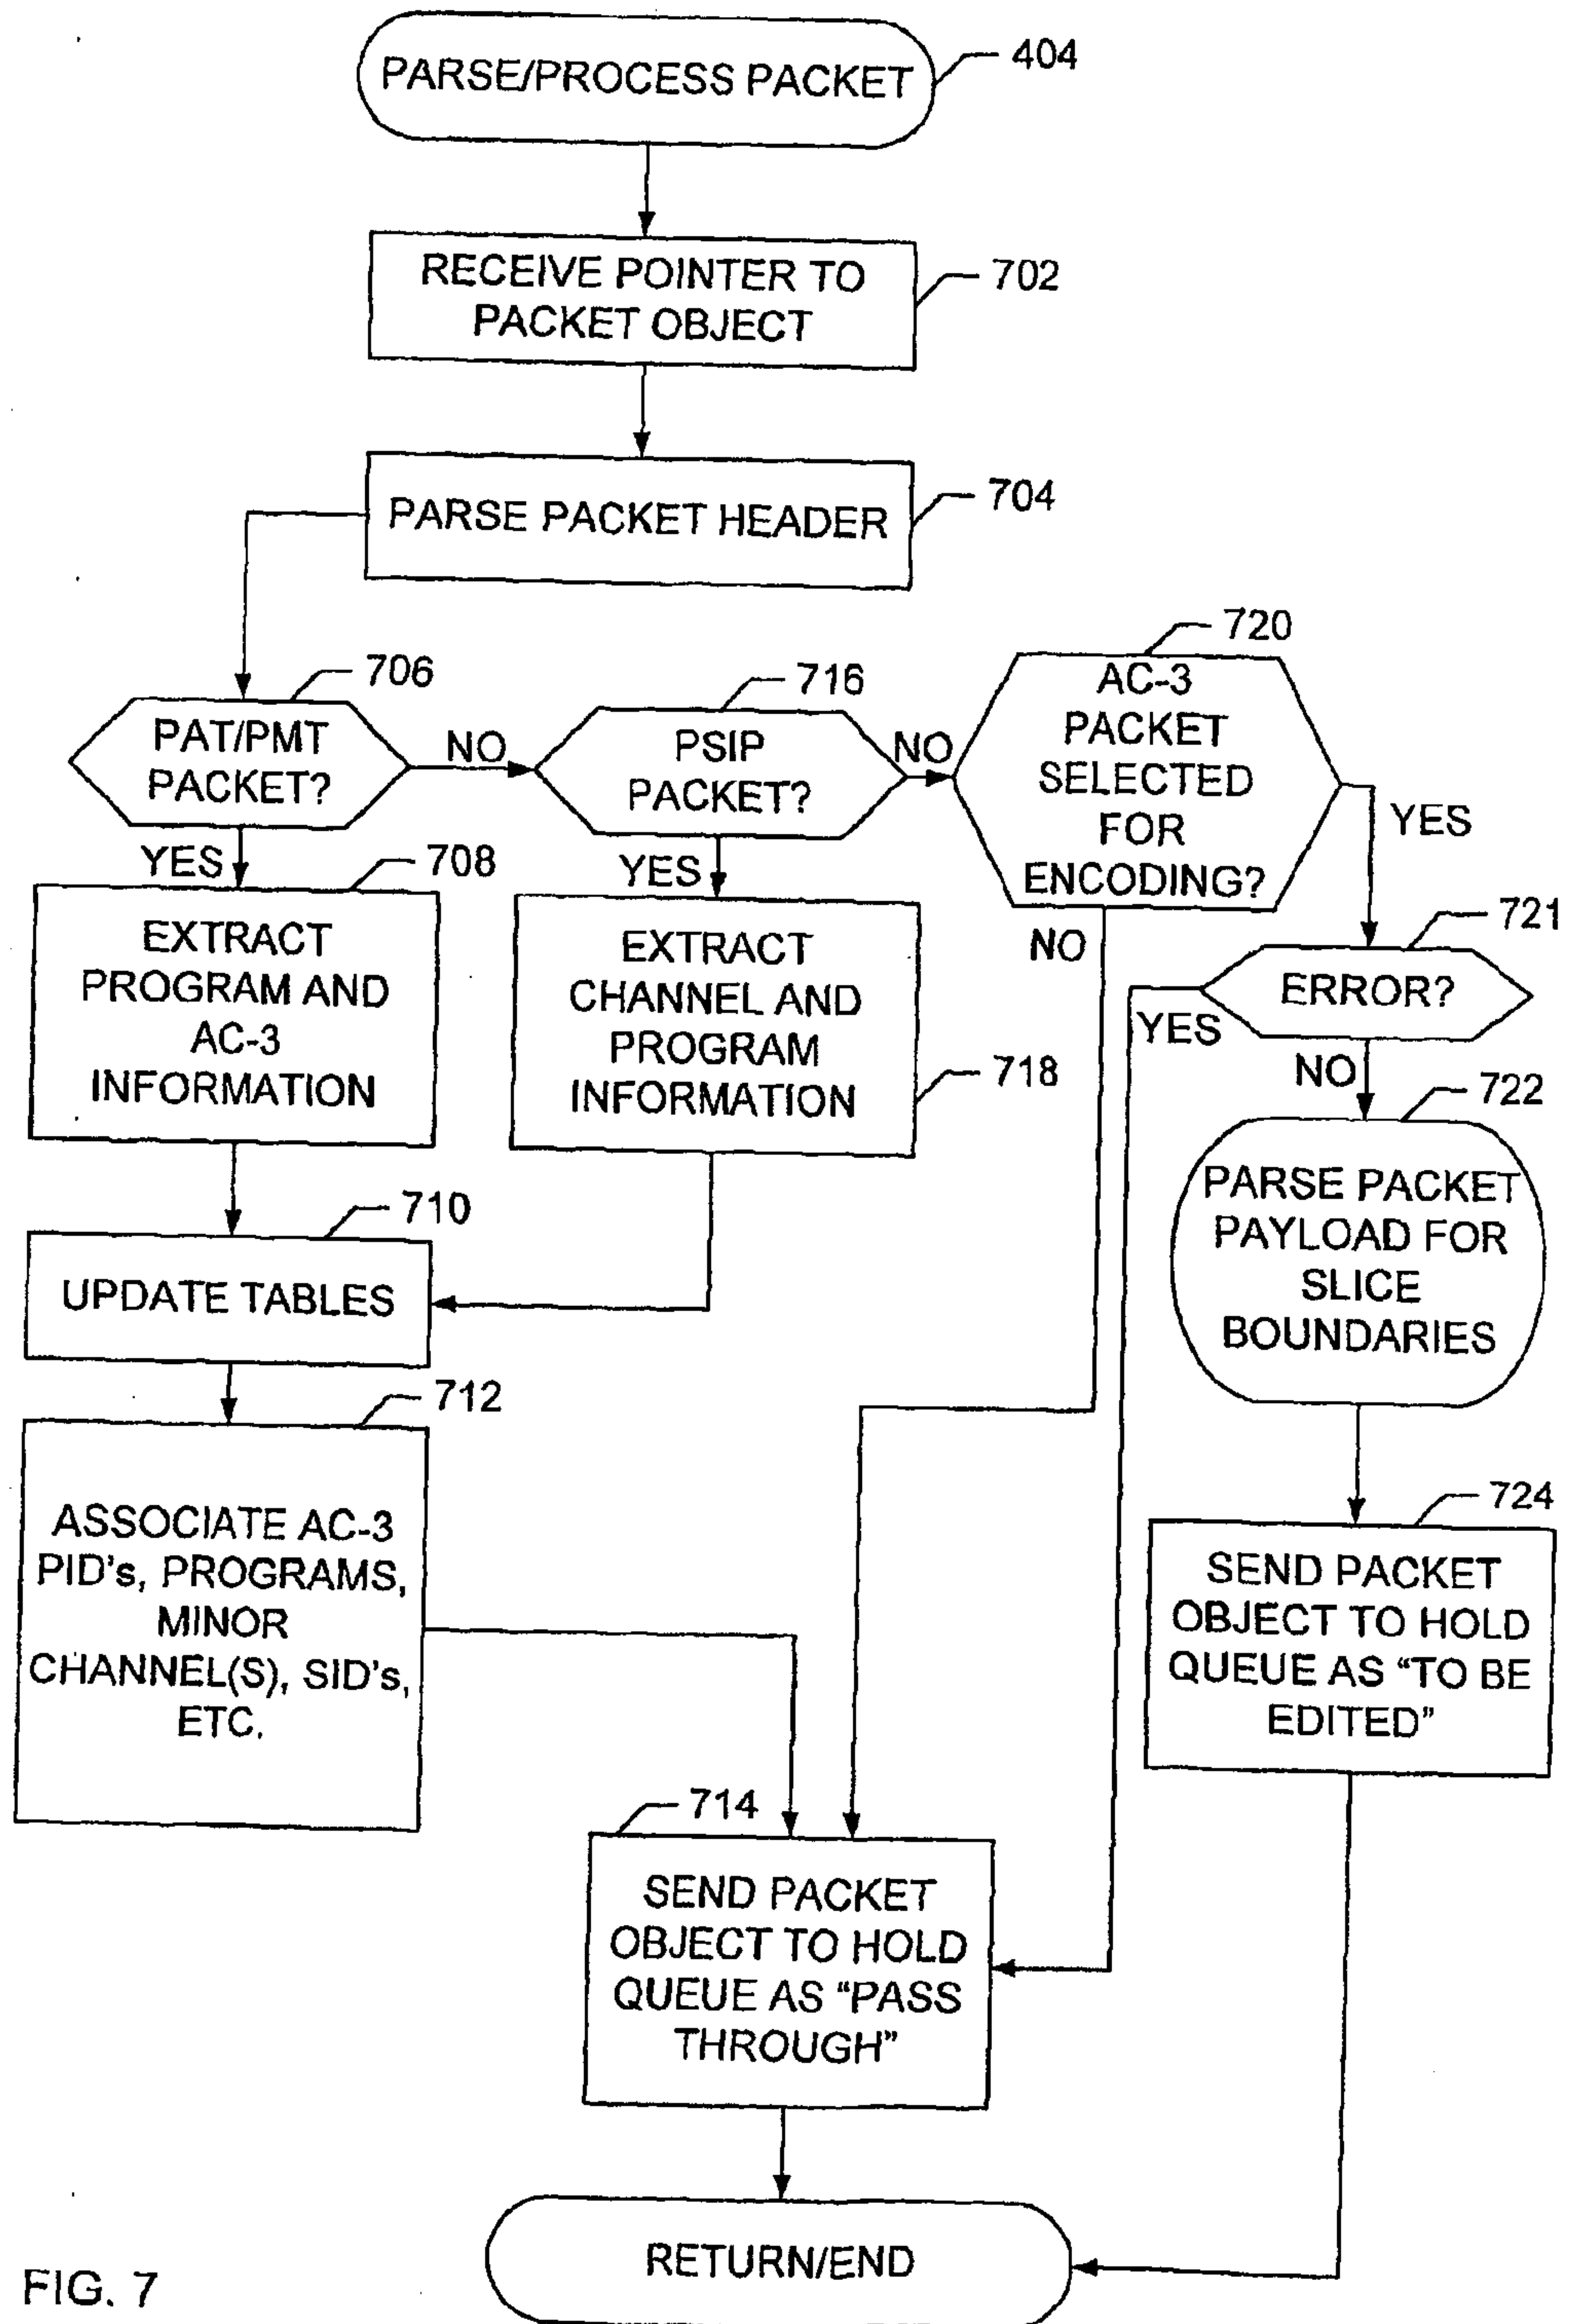 PARSE/PROCESS PACKET
404
RECEIVE POINTER TO
PACKET OBJECT
702
PARSE PACKET HEADER
704
706
PAT/PMT
PACKET?
NO
YES
716
PSIP
PACKET?
NO
YES
720
AC-3
PACKET
SELECTED
FOR
ENCODING?
YES
NO
708
EXTRACT
PROGRAM AND
AC-3
INFORMATION
EXTRACT
CHANNEL AND
PROGRAM
INFORMATION
718
721
ERROR?
YES
NO
722
PARSE PACKET
PAYLOAD FOR
SLICE
BOUNDARIES
710
UPDATE TABLES
712
ASSOCIATE AC-3
PID's, PROGRAMS,
MINOR
CHANNEL(S), SID's,
ETC.
724
SEND PACKET
OBJECT TO HOLD
QUEUE AS “TO BE
EDITED”
714
SEND PACKET
OBJECT TO HOLD
QUEUE AS “PASS
THROUGH”
RETURN/END
FIG. 7